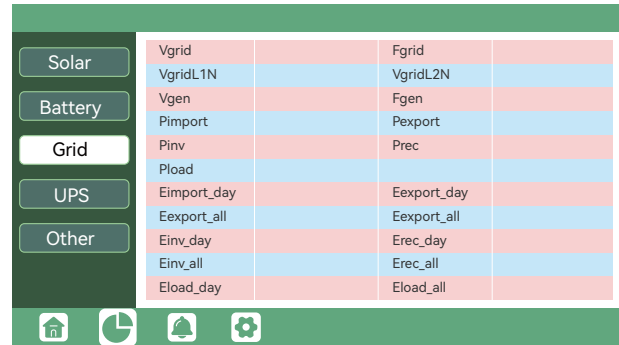 Solar
Battery
Grid
UPS
Other
Vgrid Fgrid
VgridL1N VgridL2N
Vgen Fgen
Pimport Pexport
Pinv Prec
Pload
Eimport_day Eexport_day
Eexport_all Eexport_all
Einv_day Erec_day
Einv_all Erec_all
Eload_day Eload_all